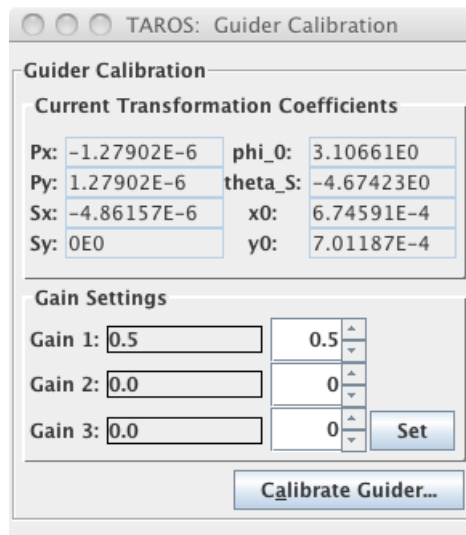 TAROS: Guider Calibration
Guider Calibration
Current Transformation Coefficients
Px: -1.27902E-6 phi_0: 3.10661E0
Py: 1.27902E-6 theta_S: -4.67423E0
Sx: -4.86157E-6 x0: 6.74591E-4
Sy: 0E0 y0: 7.01187E-4
Gain Settings
Gain 1: 0.5 0.5
Gain 2: 0.0 0
Gain 3: 0.0 0 Set
Calibrate Guider...